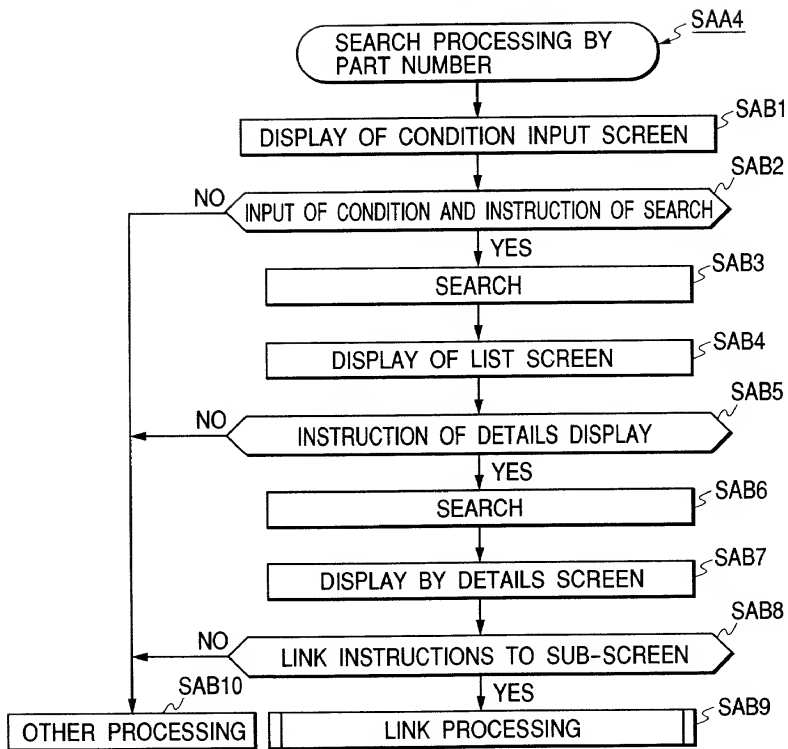 SEARCH PROCESSING BY
PART NUMBER
SAA4
SAB1
DISPLAY OF CONDITION INPUT SCREEN
SAB2
NO
INPUT OF CONDITION AND INSTRUCTION OF SEARCH
YES
SAB3
SEARCH
SAB4
DISPLAY OF LIST SCREEN
SAB5
NO
INSTRUCTION OF DETAILS DISPLAY
YES
SAB6
SEARCH
SAB7
DISPLAY BY DETAILS SCREEN
SAB8
NO
LINK INSTRUCTIONS TO SUB-SCREEN
YES
SAB10
OTHER PROCESSING
SAB9
LINK PROCESSING